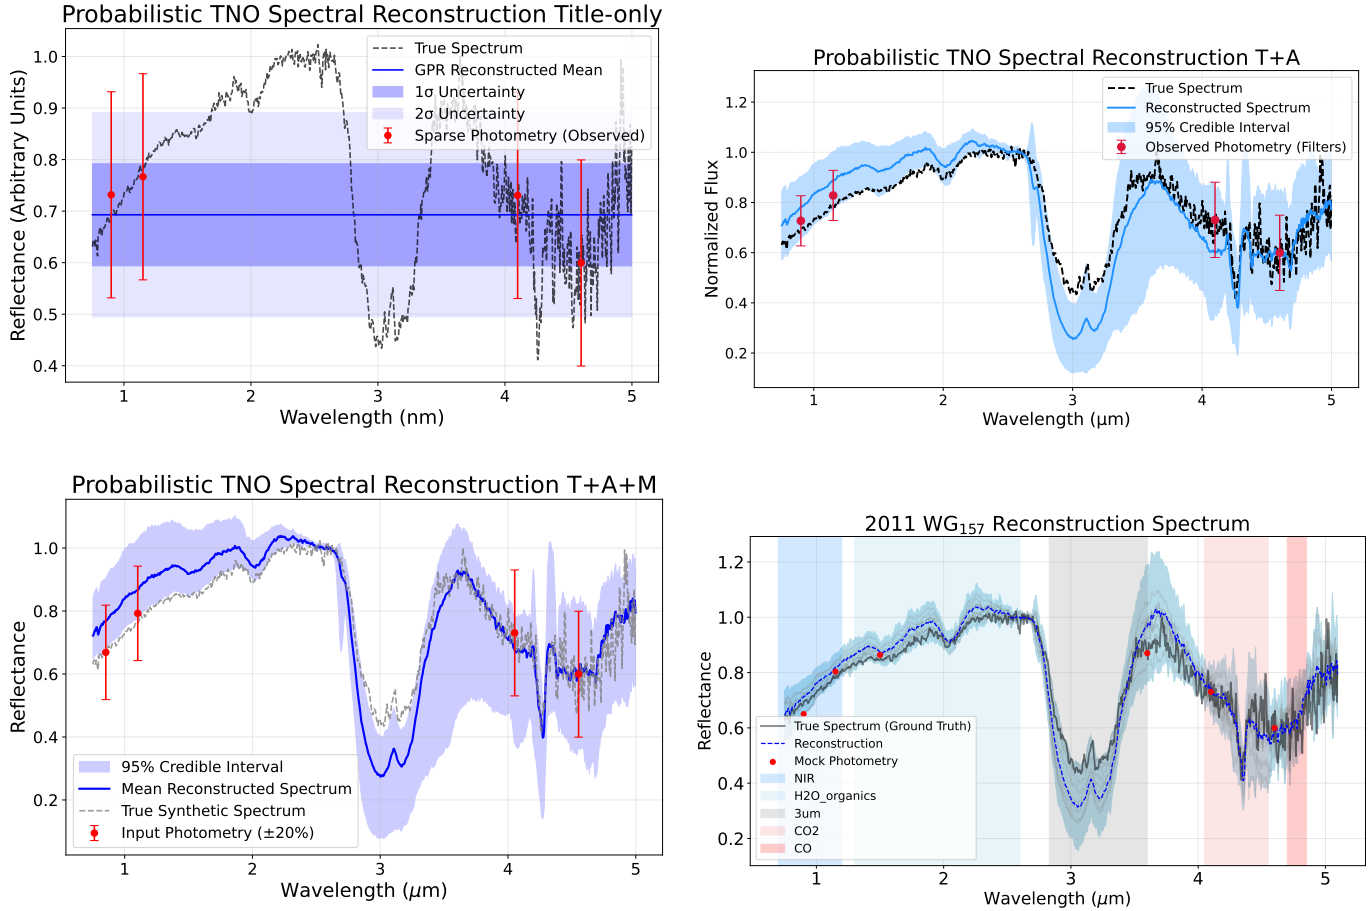 Probabilistic TNO Spectral Reconstruction Title-only
True Spectrum
GPR Reconstructed Mean
1σ Uncertainty
2σ Uncertainty
Sparse Photometry (Observed)
Reflectance (Arbitrary Units)
1.0
0.9
0.8
0.7
0.6
0.5
0.4
1 2 3 4 5
Wavelength (nm)
Probabilistic TNO Spectral Reconstruction T+A
True Spectrum
Reconstructed Spectrum
95% Credible Interval
Observed Photometry (Filters)
Normalized Flux
1.2
1.0
0.8
0.6
0.4
0.2
1 2 3 4 5
Wavelength (μm)
Probabilistic TNO Spectral Reconstruction T+A+M
Reflectance
1.0
0.8
0.6
0.4
0.2
95% Credible Interval
Mean Reconstructed Spectrum
True Synthetic Spectrum
Input Photometry (±20%)
1 2 3 4 5
Wavelength (μm)
2011 WG₁₅₇ Reconstruction Spectrum
Reflectance
1.2
1.0
0.8
0.6
0.4
0.2
True Spectrum (Ground Truth)
Reconstruction
Mock Photometry
NIR
H2O_organics
3um
CO2
CO
1 2 3 4 5
Wavelength (μm)